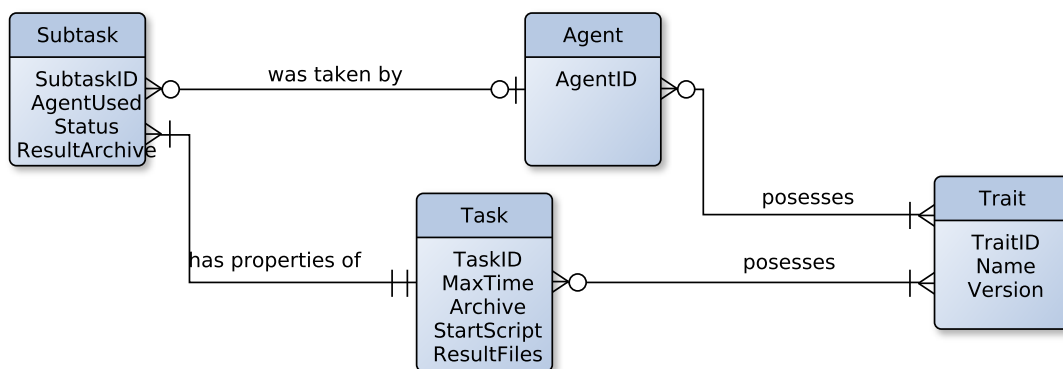 Subtask
SubtaskID
AgentUsed
Status
ResultArchive
was taken by
Agent
AgentID
has properties of
Task
TaskID
MaxTime
Archive
StartScript
ResultFiles
posesses
posesses
Trait
TraitID
Name
Version